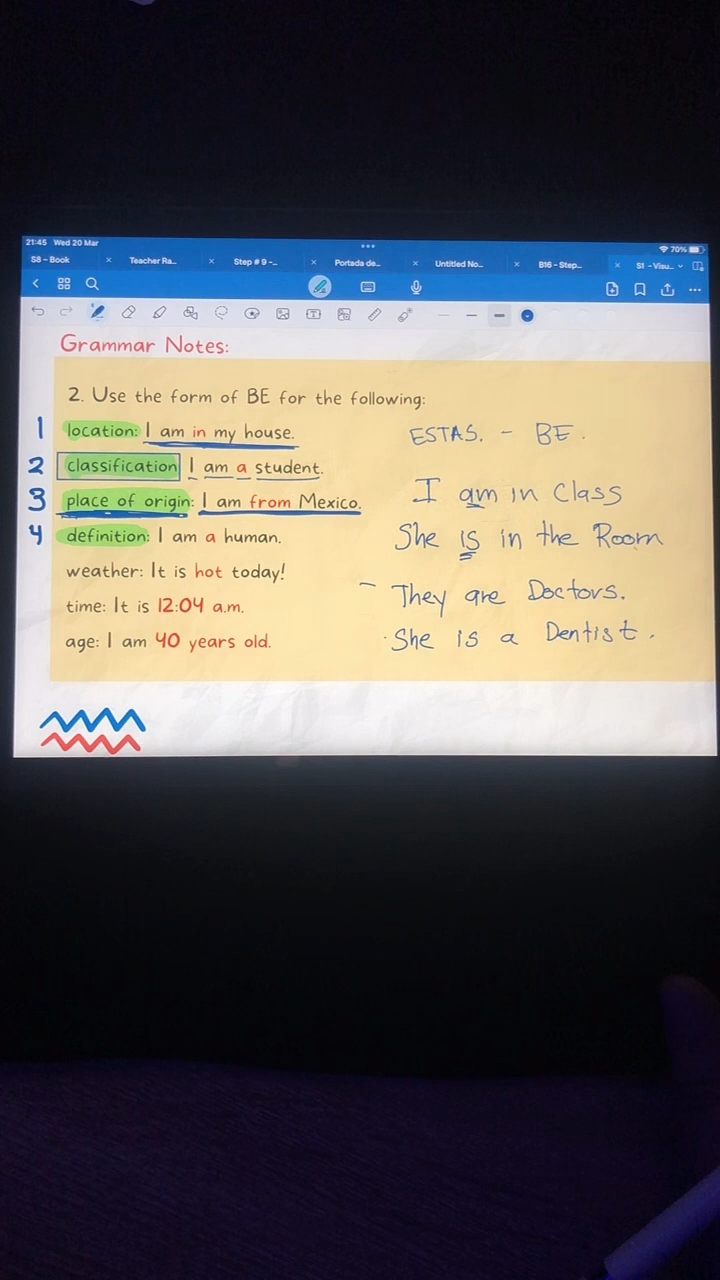 21:45 Wed 20 Mar
70%
S8 – Book
Teacher Ra...
Step # 9 –...
Portada de...
Untitled No...
B16 – Step...
S1 – Visu...
Grammar Notes:
2. Use the form of BE for the following:
1 location: I am in my house.
2 classification I am a student.
3 place of origin: I am from Mexico.
4 definition: I am a human.
weather: It is hot today!
time: It is 12:04 a.m.
age: I am 40 years old.
ESTAS. – BE.
I am in Class
She is in the Room
– They are Doctors.
· She is a Dentist.